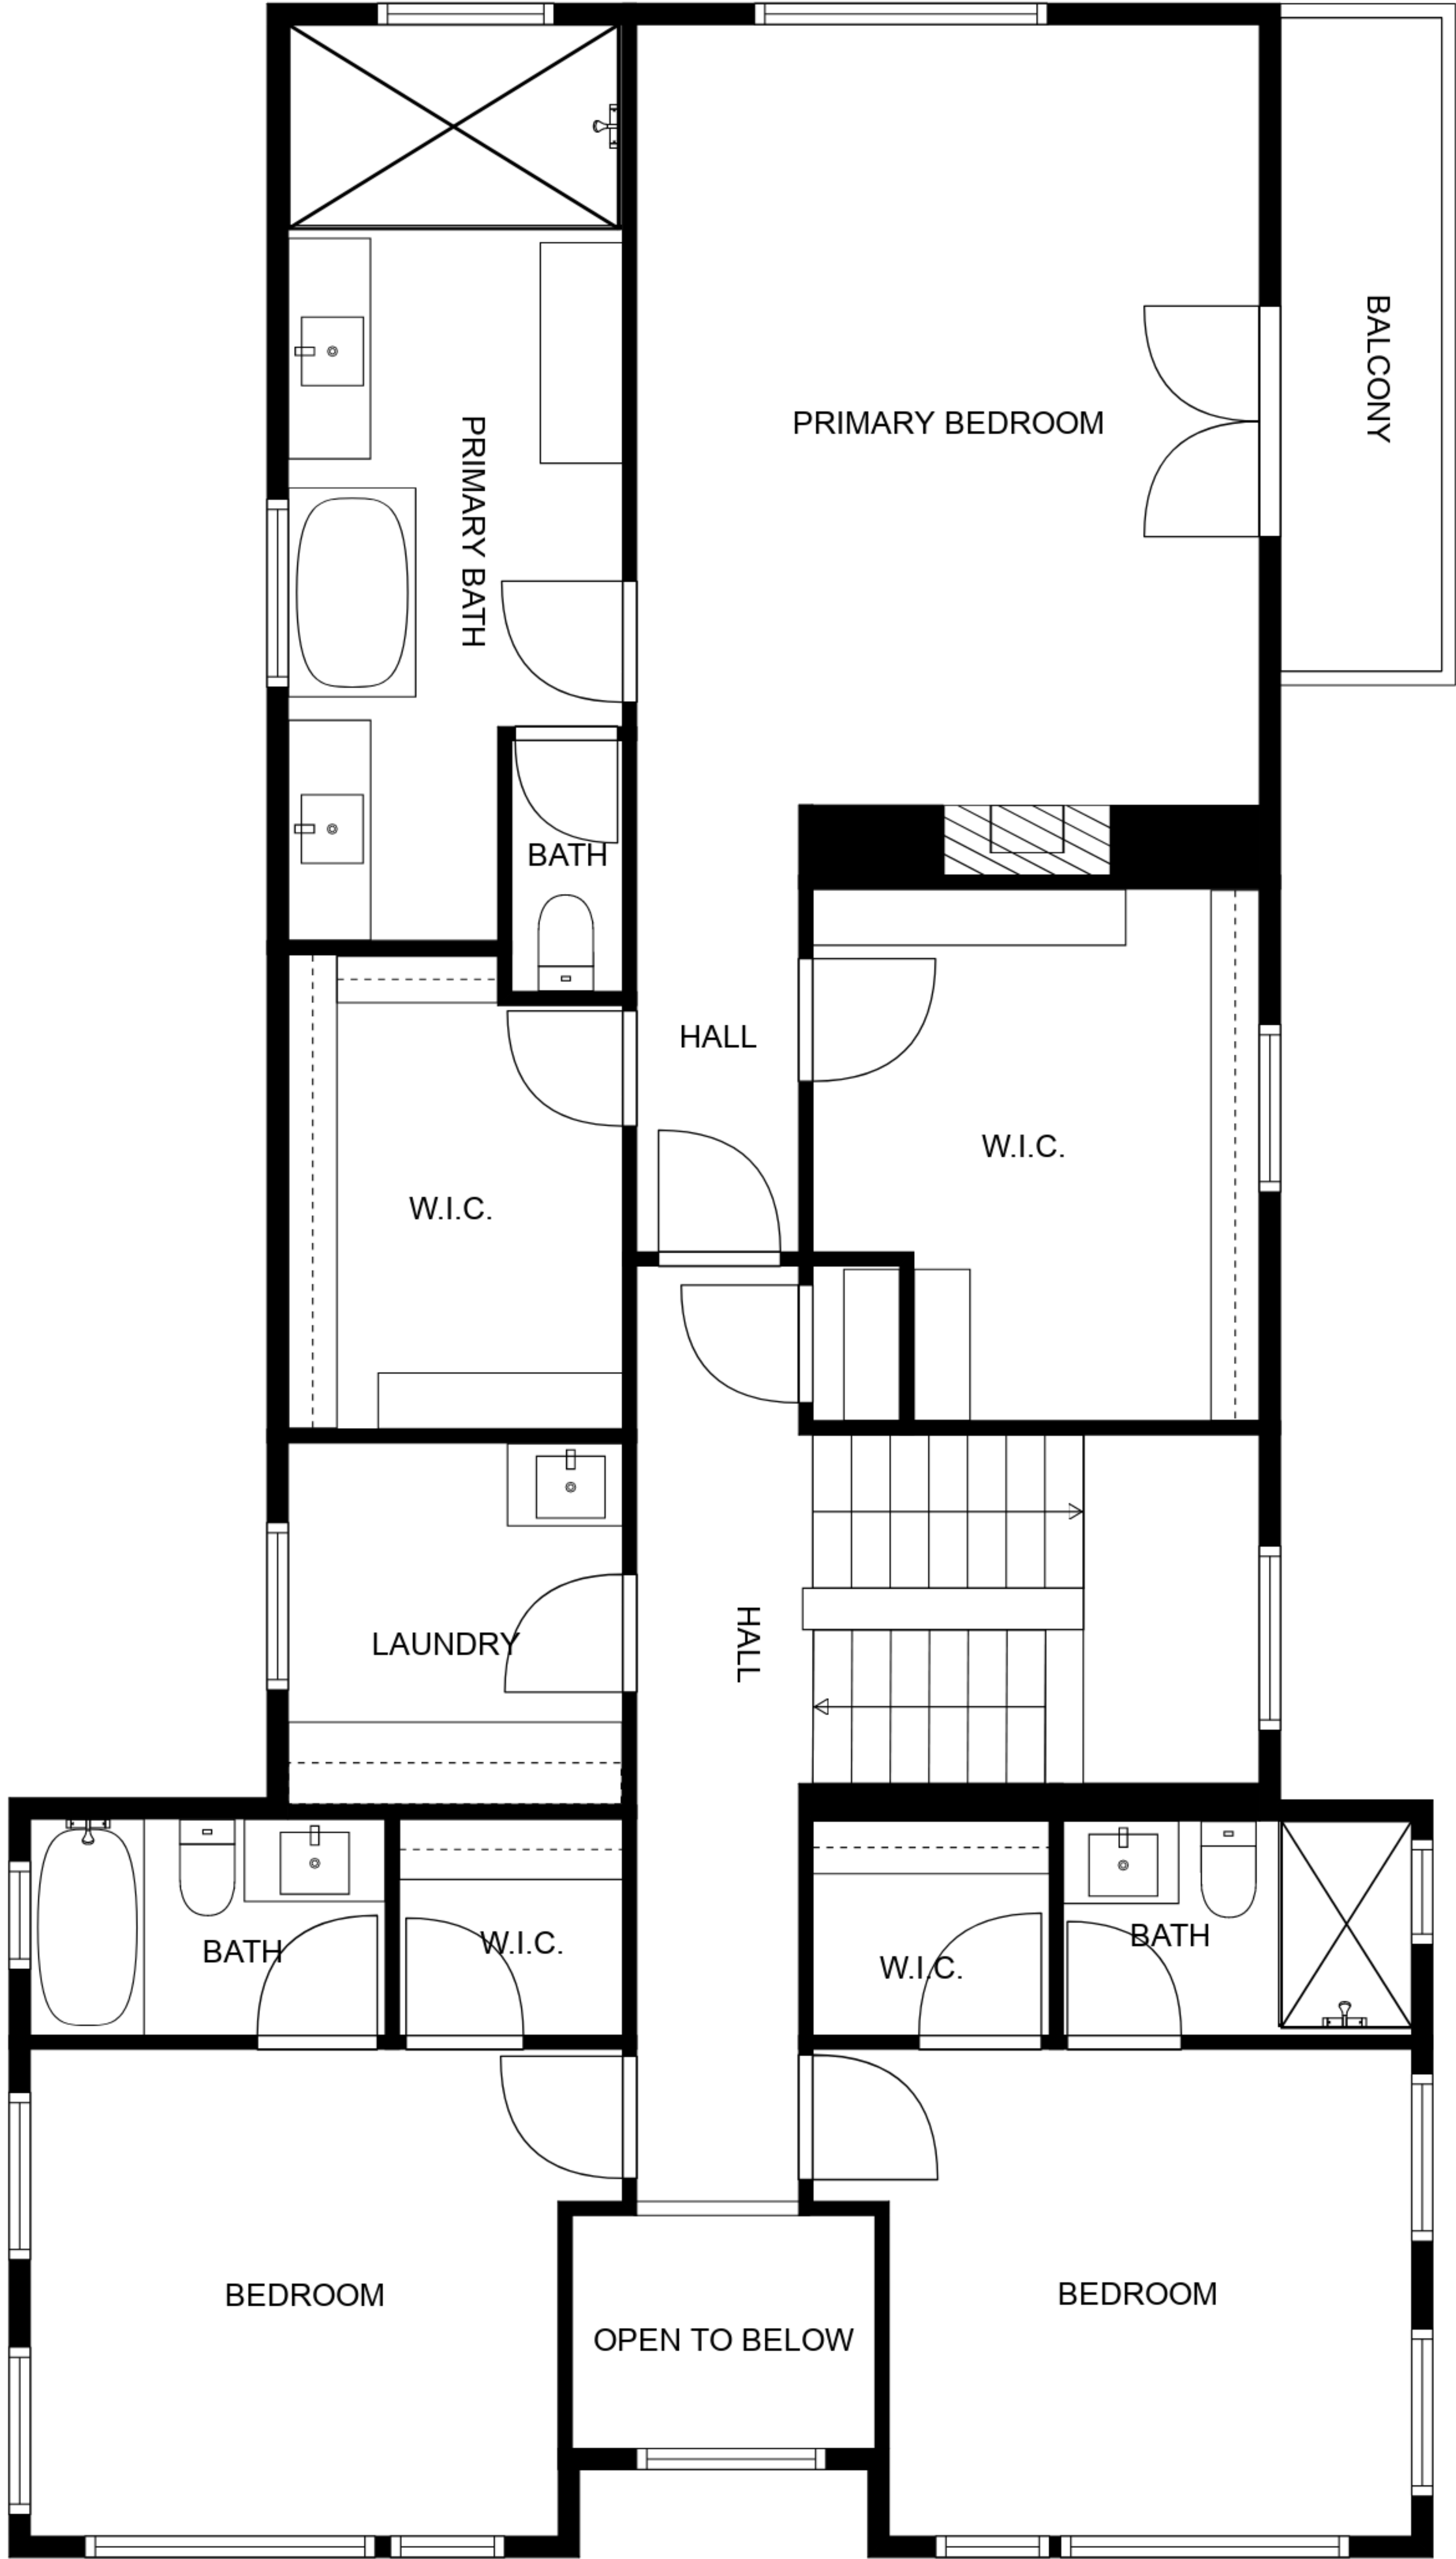 BALCONY
PRIMARY BEDROOM
PRIMARY BATH
BATH
HALL
W.I.C.
W.I.C.
HALL
LAUNDRY
BATH
W.I.C.
W.I.C.
BATH
BEDROOM
BEDROOM
OPEN TO BELOW